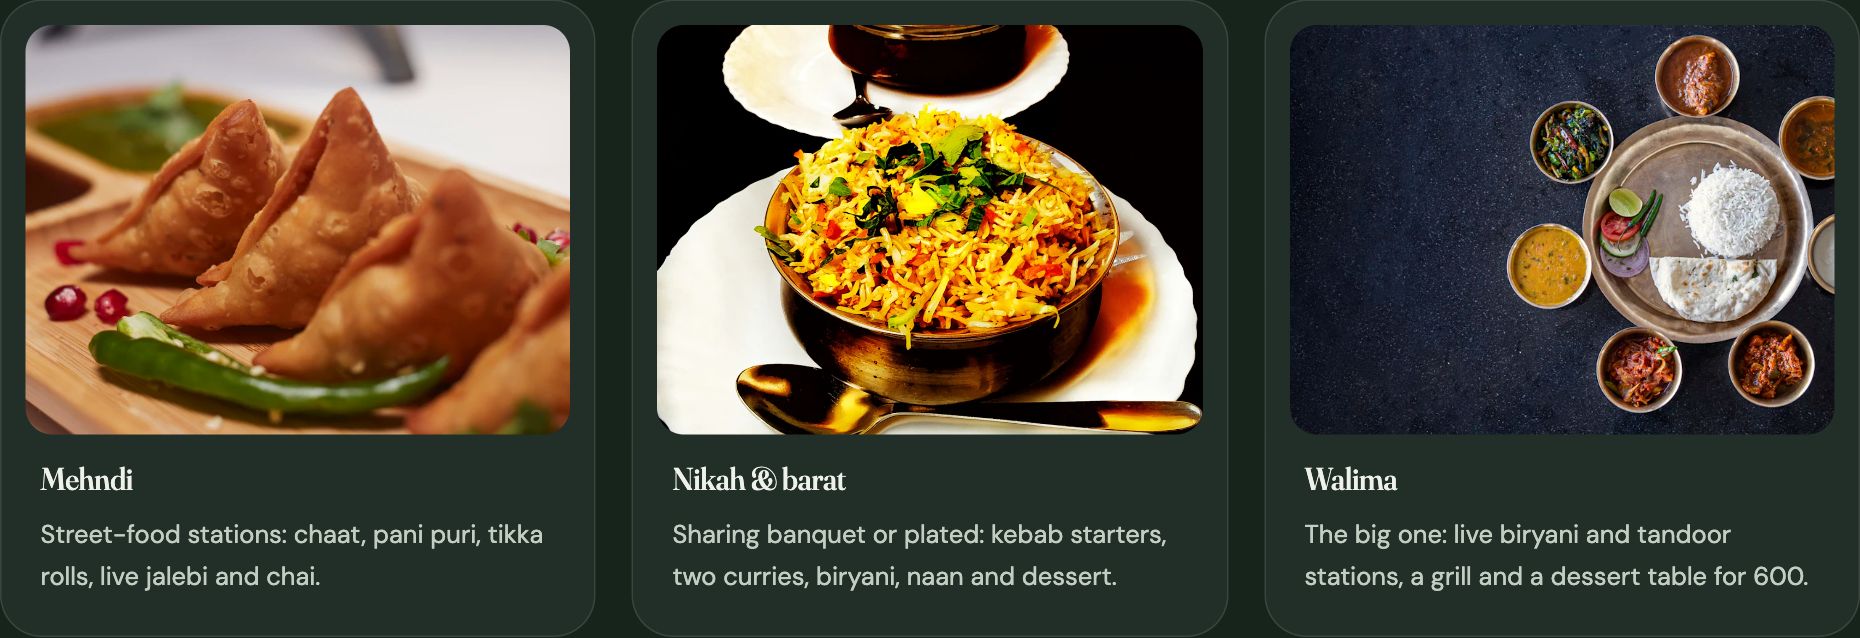 Mehndi
Street-food stations: chaat, pani puri, tikka
rolls, live jalebi and chai.
Nikah & barat
Sharing banquet or plated: kebab starters,
two curries, biryani, naan and dessert.
Walima
The big one: live biryani and tandoor
stations, a grill and a dessert table for 600.